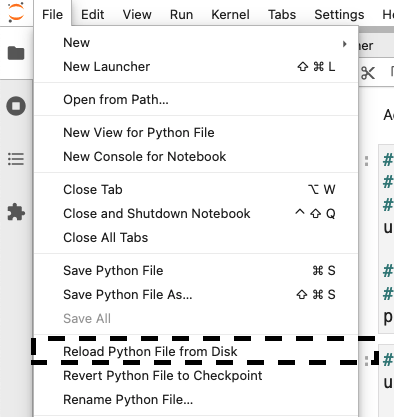 File Edit View Run Kernel Tabs Settings He
New
her
New Launcher ⇧ ⌘ L
Open from Path...
A
New View for Python File
New Console for Notebook
:
#
#
#
u
Close Tab ⌥ W
Close and Shutdown Notebook ^ ⇧ Q
Close All Tabs
Save Python File ⌘ S
#
Save Python File As... ⇧ ⌘ S
#
Save All
p
Reload Python File from Disk
: #
Revert Python File to Checkpoint
u
Rename Python File...